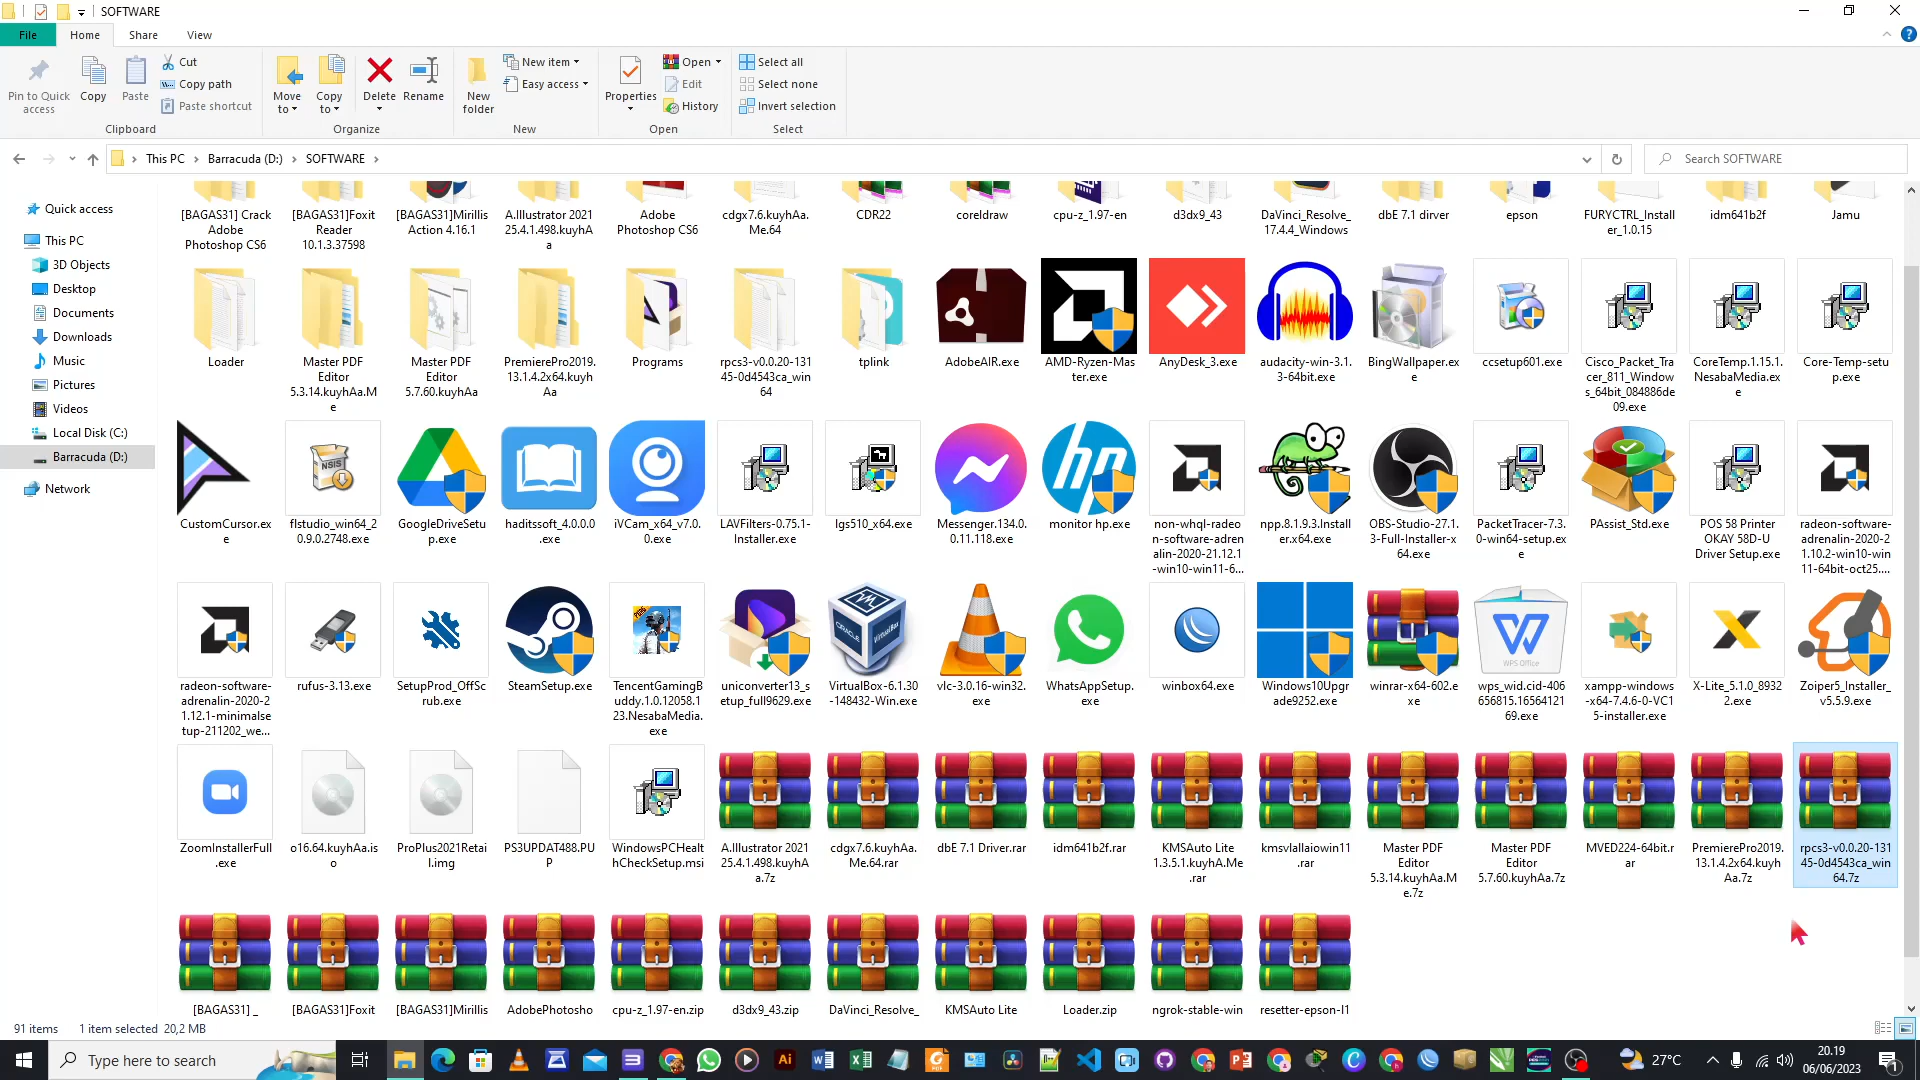 SOFTWARE
File
Home
Share
View
Pin to Quick
access
Copy
Paste
Cut
Copy path
Paste shortcut
Clipboard
Move
to
Copy
to
Delete
Rename
Organize
New
folder
New item
Easy access
New
Properties
Open
Edit
History
Open
Select all
Select none
Invert selection
Select
This PC
Barracuda (D:)
SOFTWARE
Search SOFTWARE
Quick access
This PC
3D Objects
Desktop
Documents
Downloads
Music
Pictures
Videos
Local Disk (C:)
Barracuda (D:)
Network
[BAGAS31] Crack
Adobe
Photoshop CS6
[BAGAS31]Foxit
Reader
10.1.3.37598
[BAGAS31]Mirillis
Action 4.16.1
A.Illustrator 2021
25.4.1.498.kuyhA
a
Adobe
Photoshop CS6
cdgx7.6.kuyhAa.
Me.64
CDR22
coreldraw
cpu-z_1.97-en
d3dx9_43
DaVinci_Resolve_
17.4.4_Windows
dbE 7.1 dirver
epson
FURYCTRL_Install
er_1.0.15
idm641b2f
Jamu
Loader
Master PDF
Editor
5.3.14.kuyhAa.M
e
Master PDF
Editor
5.7.60.kuyhAa
PremierePro2019.
13.1.4.2x64.kuyh
Aa
Programs
rpcs3-v0.0.20-131
45-0d4543ca_win
64
tplink
AdobeAIR.exe
AMD-Ryzen-Mas
ter.exe
AnyDesk_3.exe
audacity-win-3.1.
3-64bit.exe
BingWallpaper.ex
e
ccsetup601.exe
Cisco_Packet_Tra
cer_811_Window
s_64bit_084886de
09.exe
CoreTemp.1.15.1.
NesabaMedia.ex
e
Core-Temp-setu
p.exe
CustomCursor.ex
e
NSIS
flstudio_win64_2
0.9.0.2748.exe
GoogleDriveSetu
p.exe
haditssoft_4.0.0.0
.exe
iVCam_x64_v7.0.
0.exe
LAVFilters-0.75.1-
Installer.exe
lgs510_x64.exe
Messenger.134.0.
0.11.118.exe
hp
monitor hp.exe
non-whql-radeo
n-software-adren
alin-2020-21.12.1
-win10-win11-6...
npp.8.1.9.3.Install
er.x64.exe
OBS-Studio-27.1.
3-Full-Installer-x
64.exe
PacketTracer-7.3.
0-win64-setup.ex
e
PAssist_Std.exe
POS 58 Printer
OKAY 58D-U
Driver Setup.exe
radeon-software-
adrenalin-2020-2
1.10.2-win10-win
11-64bit-oct25....
radeon-software-
adrenalin-2020-2
1.12.1-minimalse
tup-211202_we...
rufus-3.13.exe
SetupProd_OffSc
rub.exe
SteamSetup.exe
PUBG
TencentGamingB
uddy.1.0.12058.1
23.NesabaMedia.
exe
uniconverter13_s
etup_full9629.exe
ORACLE
VirtualBox
VirtualBox-6.1.30
-148432-Win.exe
vlc-3.0.16-win32.
exe
WhatsAppSetup.
exe
winbox64.exe
Windows10Upgr
ade9252.exe
winrar-x64-602.e
xe
WPS Office
wps_wid.cid-406
656815.16564121
69.exe
xampp-windows
-x64-7.4.6-0-VC1
5-installer.exe
X-Lite_5.1.0_8932
2.exe
Zoiper5_Installer_
v5.5.9.exe
ZoomInstallerFull
.exe
o16.64.kuyhAa.is
o
ProPlus2021Retai
l.img
PS3UPDAT488.PU
P
WindowsPCHealt
hCheckSetup.msi
A.Illustrator 2021
25.4.1.498.kuyhA
a.7z
cdgx7.6.kuyhAa.
Me.64.rar
dbE 7.1 Driver.rar
idm641b2f.rar
KMSAuto Lite
1.3.5.1.kuyhA.Me
.rar
kmsvlallaiowin11
.rar
Master PDF
Editor
5.3.14.kuyhAa.M
e.7z
Master PDF
Editor
5.7.60.kuyhAa.7z
MVED224-64bit.r
ar
PremierePro2019.
13.1.4.2x64.kuyh
Aa.7z
rpcs3-v0.0.20-131
45-0d4543ca_win
64.7z
[BAGAS31] _
[BAGAS31]Foxit
[BAGAS31]Mirillis
AdobePhotosho
cpu-z_1.97-en.zip
d3dx9_43.zip
DaVinci_Resolve_
KMSAuto Lite
Loader.zip
ngrok-stable-win
resetter-epson-l1
91 items
1 item selected 20,2 MB
Type here to search
Ai
27°C
20.19
06/06/2023
1